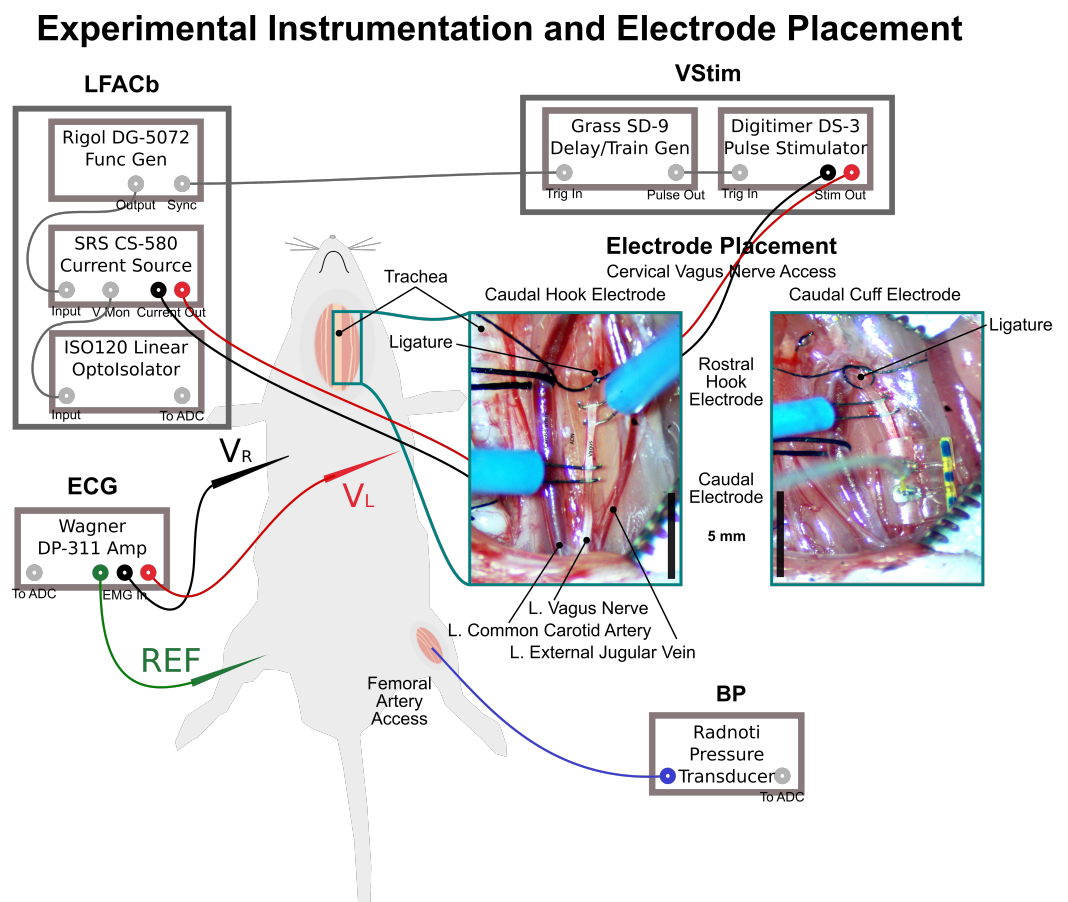 Experimental Instrumentation and Electrode Placement
LFACb
Rigol DG-5072
Func Gen
Output
Sync
SRS CS-580
Current Source
Input
V Mon
Current Out
ISO120 Linear
OptoIsolator
Input
To ADC
VStim
Grass SD-9
Delay/Train Gen
Trig In
Pulse Out
Digitimer DS-3
Pulse Stimulator
Trig In
Stim Out
Electrode Placement
Cervical Vagus Nerve Access
Caudal Hook Electrode
Caudal Cuff Electrode
Trachea
Ligature
Ligature
Rostral
Hook
Electrode
Caudal
Electrode
5 mm
Vagus
L. Vagus Nerve
L. Common Carotid Artery
L. External Jugular Vein
VR
VL
ECG
Wagner
DP-311 Amp
To ADC
EMG In
REF
Femoral
Artery
Access
BP
Radnoti
Pressure
Transducer
To ADC